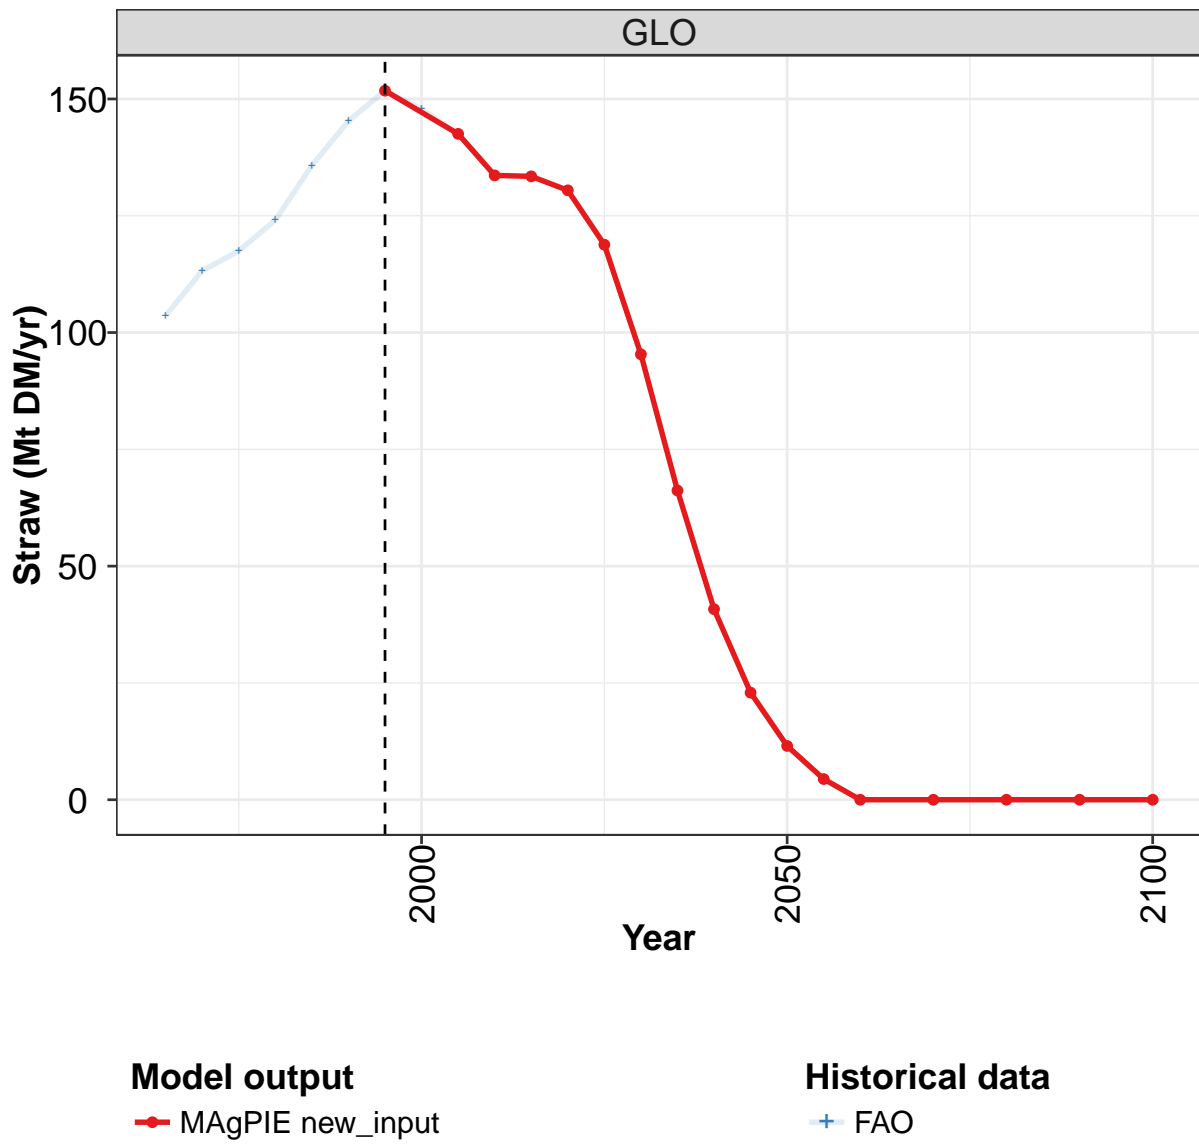 GLO
Straw (Mt DM/yr)
150
100
50
0
2000
2050
2100
Year
Model output
MAgPIE new_input
Historical data
FAO